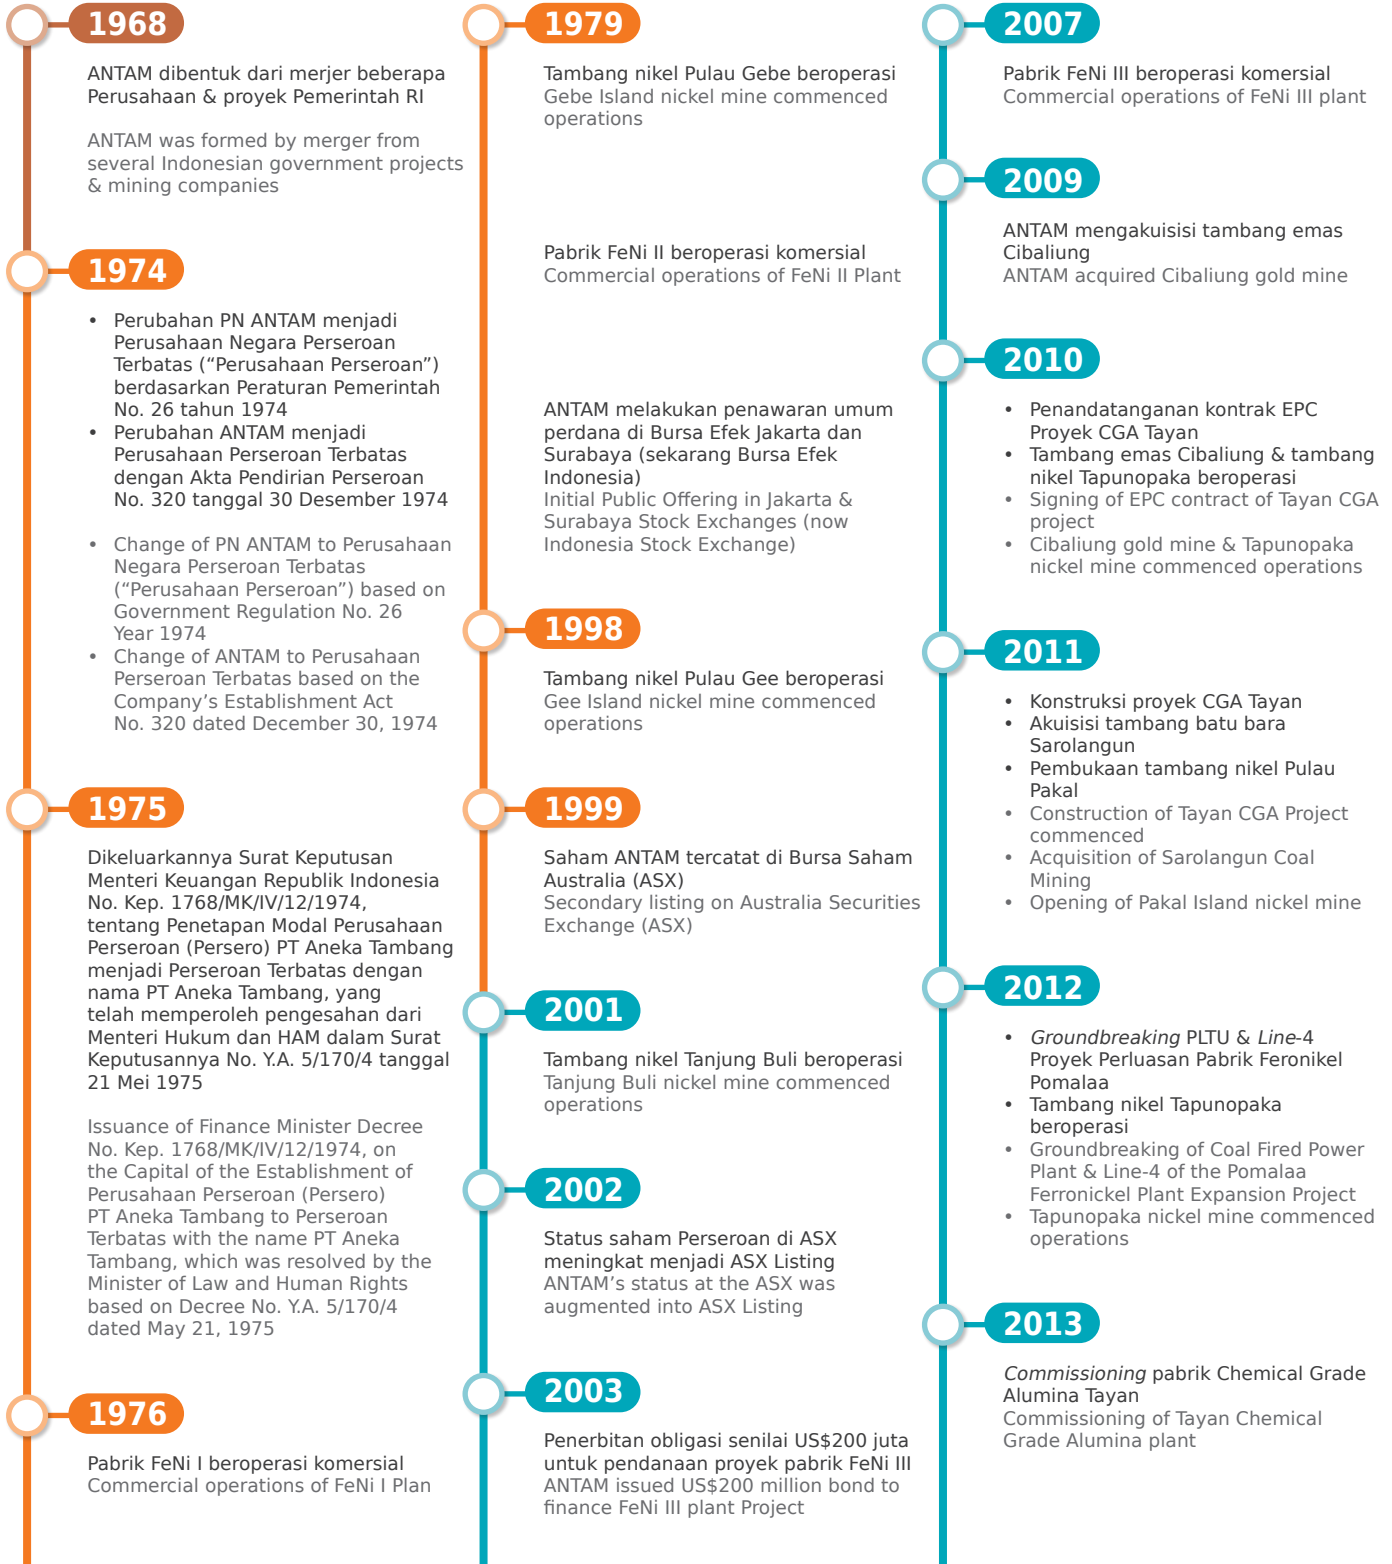 1968
ANTAM dibentuk dari merjer beberapa
Perusahaan & proyek Pemerintah RI
ANTAM was formed by merger from
several Indonesian government projects
& mining companies
1974
• Perubahan PN ANTAM menjadi
Perusahaan Negara Perseroan
Terbatas (“Perusahaan Perseroan”)
berdasarkan Peraturan Pemerintah
No. 26 tahun 1974
• Perubahan ANTAM menjadi
Perusahaan Perseroan Terbatas
dengan Akta Pendirian Perseroan
No. 320 tanggal 30 Desember 1974
• Change of PN ANTAM to Perusahaan
Negara Perseroan Terbatas
(“Perusahaan Perseroan”) based on
Government Regulation No. 26
Year 1974
• Change of ANTAM to Perusahaan
Perseroan Terbatas based on the
Company’s Establishment Act
No. 320 dated December 30, 1974
1975
Dikeluarkannya Surat Keputusan
Menteri Keuangan Republik Indonesia
No. Kep. 1768/MK/IV/12/1974,
tentang Penetapan Modal Perusahaan
Perseroan (Persero) PT Aneka Tambang
menjadi Perseroan Terbatas dengan
nama PT Aneka Tambang, yang
telah memperoleh pengesahan dari
Menteri Hukum dan HAM dalam Surat
Keputusannya No. Y.A. 5/170/4 tanggal
21 Mei 1975
Issuance of Finance Minister Decree
No. Kep. 1768/MK/IV/12/1974, on
the Capital of the Establishment of
Perusahaan Perseroan (Persero)
PT Aneka Tambang to Perseroan
Terbatas with the name PT Aneka
Tambang, which was resolved by the
Minister of Law and Human Rights
based on Decree No. Y.A. 5/170/4
dated May 21, 1975
1976
Pabrik FeNi I beroperasi komersial
Commercial operations of FeNi I Plan
1979
Tambang nikel Pulau Gebe beroperasi
Gebe Island nickel mine commenced
operations
Pabrik FeNi II beroperasi komersial
Commercial operations of FeNi II Plant
ANTAM melakukan penawaran umum
perdana di Bursa Efek Jakarta dan
Surabaya (sekarang Bursa Efek
Indonesia)
Initial Public Offering in Jakarta &
Surabaya Stock Exchanges (now
Indonesia Stock Exchange)
1998
Tambang nikel Pulau Gee beroperasi
Gee Island nickel mine commenced
operations
1999
Saham ANTAM tercatat di Bursa Saham
Australia (ASX)
Secondary listing on Australia Securities
Exchange (ASX)
2001
Tambang nikel Tanjung Buli beroperasi
Tanjung Buli nickel mine commenced
operations
2002
Status saham Perseroan di ASX
meningkat menjadi ASX Listing
ANTAM’s status at the ASX was
augmented into ASX Listing
2003
Penerbitan obligasi senilai US$200 juta
untuk pendanaan proyek pabrik FeNi III
ANTAM issued US$200 million bond to
finance FeNi III plant Project
2007
Pabrik FeNi III beroperasi komersial
Commercial operations of FeNi III plant
2009
ANTAM mengakuisisi tambang emas
Cibaliung
ANTAM acquired Cibaliung gold mine
2010
• Penandatanganan kontrak EPC
Proyek CGA Tayan
• Tambang emas Cibaliung & tambang
nikel Tapunopaka beroperasi
• Signing of EPC contract of Tayan CGA
project
• Cibaliung gold mine & Tapunopaka
nickel mine commenced operations
2011
• Konstruksi proyek CGA Tayan
• Akuisisi tambang batu bara
Sarolangun
• Pembukaan tambang nikel Pulau
Pakal
• Construction of Tayan CGA Project
commenced
• Acquisition of Sarolangun Coal
Mining
• Opening of Pakal Island nickel mine
2012
• Groundbreaking PLTU & Line-4
Proyek Perluasan Pabrik Feronikel
Pomalaa
• Tambang nikel Tapunopaka
beroperasi
• Groundbreaking of Coal Fired Power
Plant & Line-4 of the Pomalaa
Ferronickel Plant Expansion Project
• Tapunopaka nickel mine commenced
operations
2013
Commissioning pabrik Chemical Grade
Alumina Tayan
Commissioning of Tayan Chemical
Grade Alumina plant